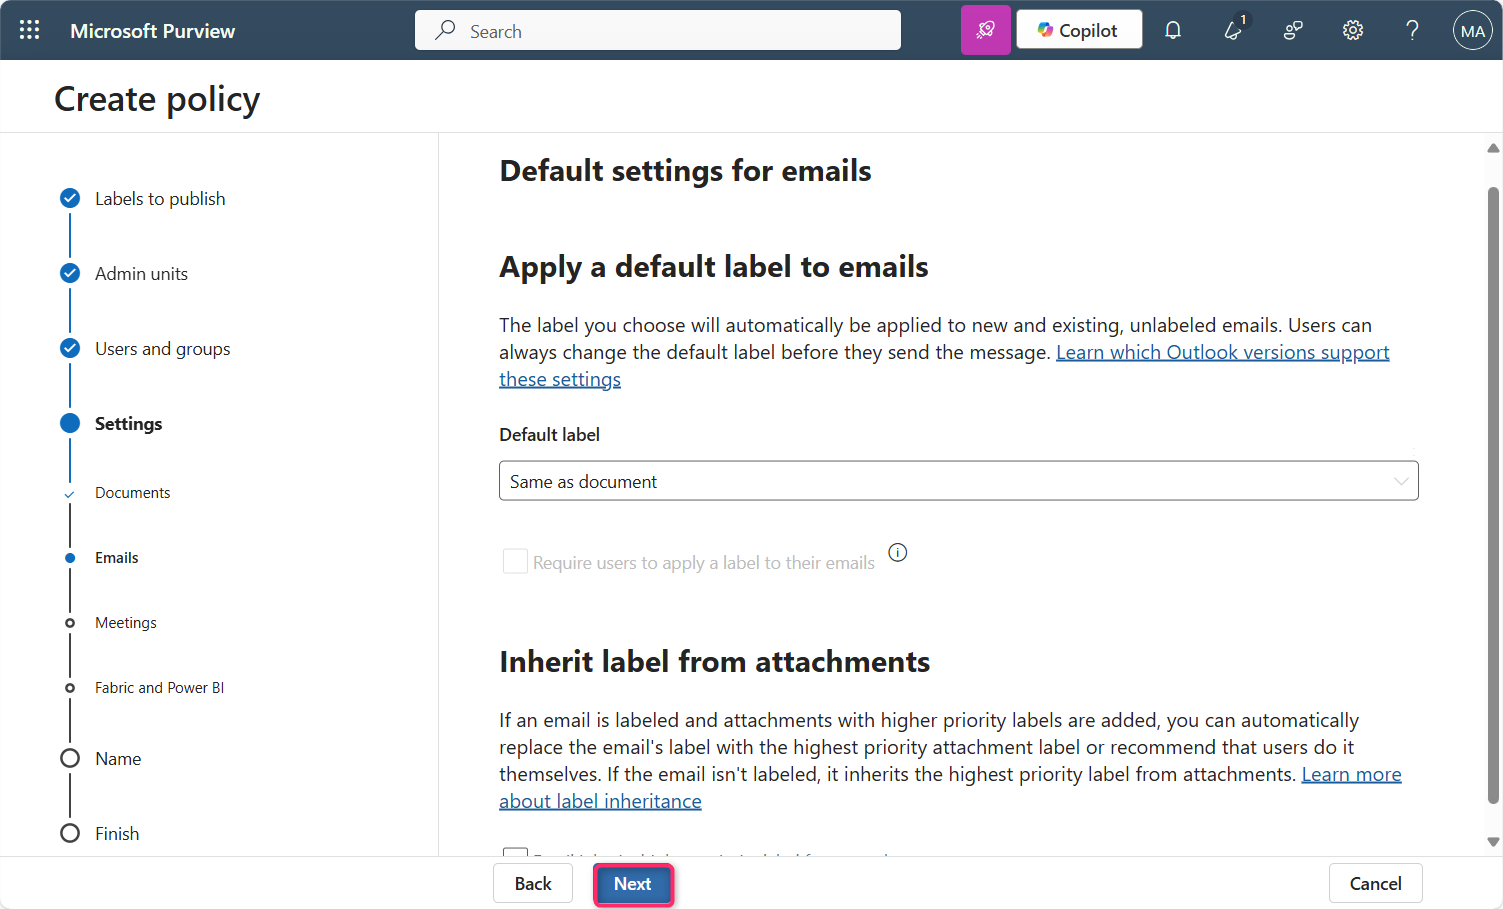 Microsoft Purview
Search
Copilot
1
MA
Create policy
Labels to publish
Admin units
Users and groups
Settings
Documents
Emails
Meetings
Fabric and Power BI
Name
Finish
Default settings for emails
Apply a default label to emails
The label you choose will automatically be applied to new and existing, unlabeled emails. Users can
always change the default label before they send the message. Learn which Outlook versions support
these settings
Default label
Same as document
Require users to apply a label to their emails
Inherit label from attachments
If an email is labeled and attachments with higher priority labels are added, you can automatically
replace the email's label with the highest priority attachment label or recommend that users do it
themselves. If the email isn't labeled, it inherits the highest priority label from attachments. Learn more
about label inheritance
Back
Next
Cancel